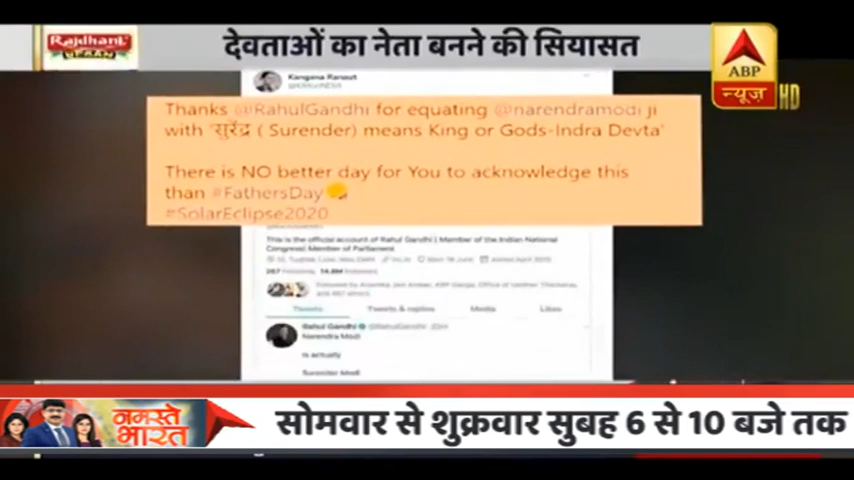 Rajdhani
BESAN
देवताओं का नेता बनने की सियासत
ABP
न्यूज़
HD
Kangana Ranaut
Thanks @RahulGandhi for equating @narendramodi ji
with 'सुरेंद्र ( Surender) means King or Gods-Indra Devta'
There is NO better day for You to acknowledge this
than #FathersDay
#SolarEclipse2020
This is the official account of Rahul Gandhi | Member of the Indian National
Congress| Member of Parliament
267 Following
Tweets
Tweets & replies
Media
Likes
Rahul Gandhi @RahulGandhi
Narendra Modi
is actually
Surender Modi
नमस्ते
भारत
सोमवार से शुक्रवार सुबह 6 से 10 बजे तक